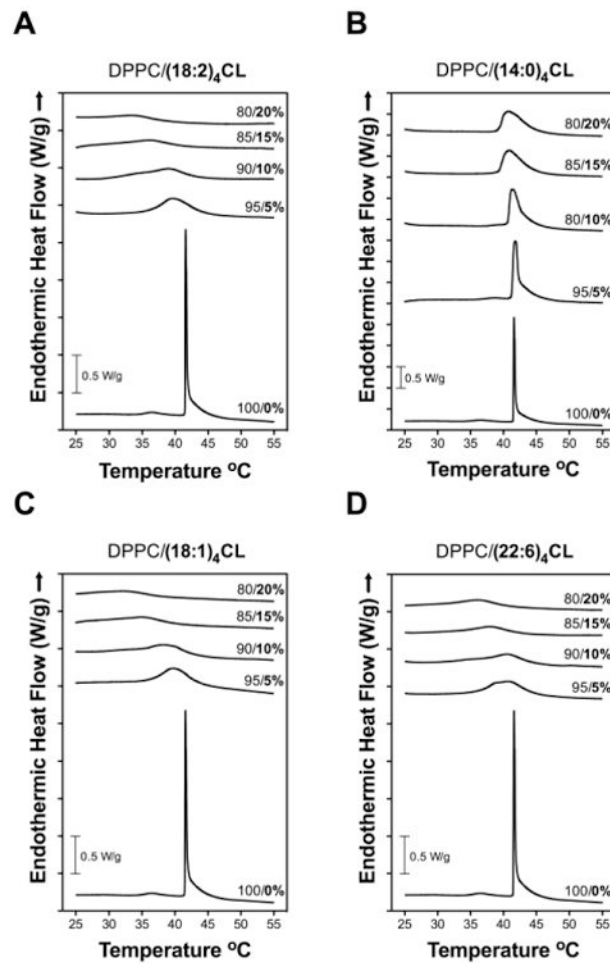 A
DPPC/(18:2)₄CL
Endothermic Heat Flow (W/g) →
80/20%
85/15%
90/10%
95/5%
0.5 W/g
100/0%
25 30 35 40 45 50 55
Temperature ºC
B
DPPC/(14:0)₄CL
Endothermic Heat Flow (W/g) →
80/20%
85/15%
80/10%
95/5%
0.5 W/g
100/0%
25 30 35 40 45 50 55
Temperature ºC
C
DPPC/(18:1)₄CL
Endothermic Heat Flow (W/g) →
80/20%
85/15%
90/10%
95/5%
0.5 W/g
100/0%
25 30 35 40 45 50 55
Temperature ºC
D
DPPC/(22:6)₄CL
Endothermic Heat Flow (W/g) →
80/20%
85/15%
90/10%
95/5%
0.5 W/g
100/0%
25 30 35 40 45 50 55
Temperature ºC